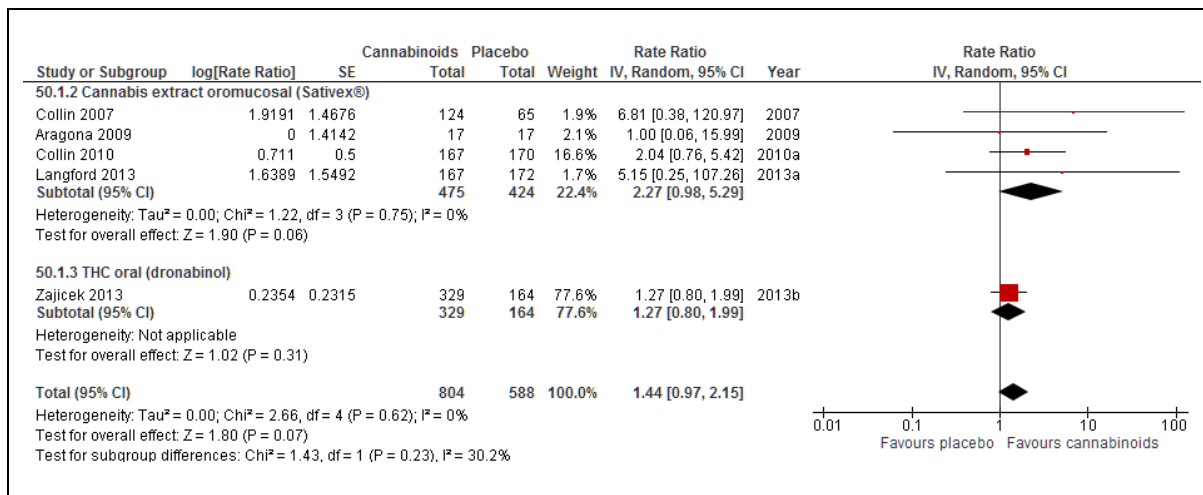 Cannabinoids Placebo Rate Ratio Rate Ratio
Study or Subgroup log[Rate Ratio] SE Total Total Weight IV, Random, 95% CI Year IV, Random, 95% CI
50.1.2 Cannabis extract oromucosal (Sativex®)
Collin 2007 1.9191 1.4676 124 65 1.9% 6.81 [0.38, 120.97] 2007
Aragona 2009 0 1.4142 17 17 2.1% 1.00 [0.06, 15.99] 2009
Collin 2010 0.711 0.5 167 170 16.6% 2.04 [0.76, 5.42] 2010a
Langford 2013 1.6389 1.5492 167 172 1.7% 5.15 [0.25, 107.26] 2013a
Subtotal (95% CI) 475 424 22.4% 2.27 [0.98, 5.29]
Heterogeneity: Tau² = 0.00; Chi² = 1.22, df = 3 (P = 0.75); I² = 0%
Test for overall effect: Z = 1.90 (P = 0.06)
50.1.3 THC oral (dronabinol)
Zajicek 2013 0.2354 0.2315 329 164 77.6% 1.27 [0.80, 1.99] 2013b
Subtotal (95% CI) 329 164 77.6% 1.27 [0.80, 1.99]
Heterogeneity: Not applicable
Test for overall effect: Z = 1.02 (P = 0.31)
Total (95% CI) 804 588 100.0% 1.44 [0.97, 2.15]
Heterogeneity: Tau² = 0.00; Chi² = 2.66, df = 4 (P = 0.62); I² = 0%
Test for overall effect: Z = 1.80 (P = 0.07)
Test for subgroup differences: Chi² = 1.43, df = 1 (P = 0.23), I² = 30.2%
0.01 0.1 1 10 100
Favours placebo Favours cannabinoids